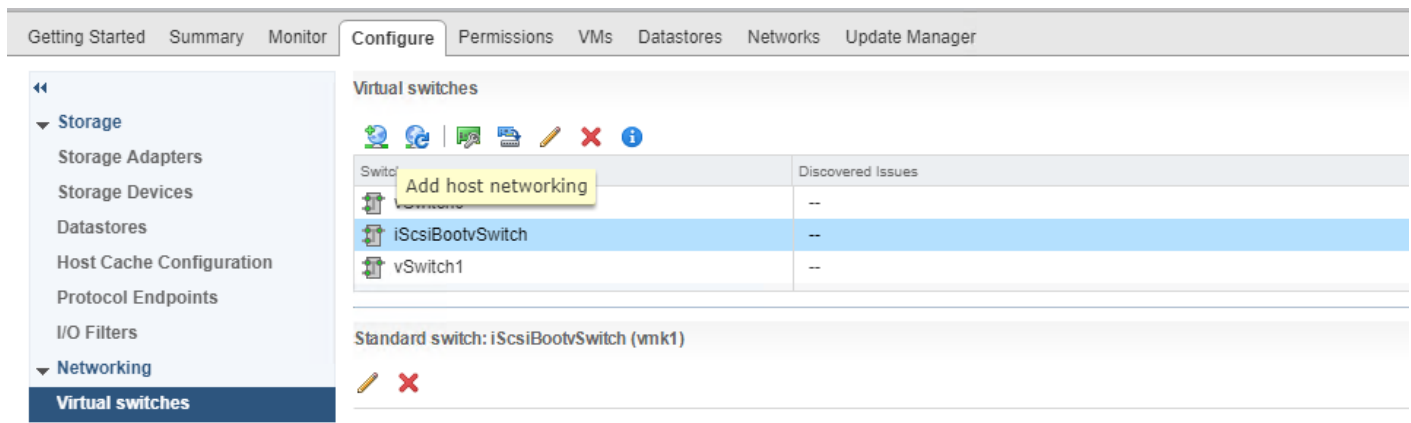 Getting Started Summary Monitor Configure Permissions VMs Datastores Networks Update Manager
Storage
Storage Adapters
Storage Devices
Datastores
Host Cache Configuration
Protocol Endpoints
I/O Filters
Networking
Virtual switches
Virtual switches
Discovered Issues
Add host networking
--
iScsiBootvSwitch --
vSwitch1 --
Standard switch: iScsiBootvSwitch (vmk1)